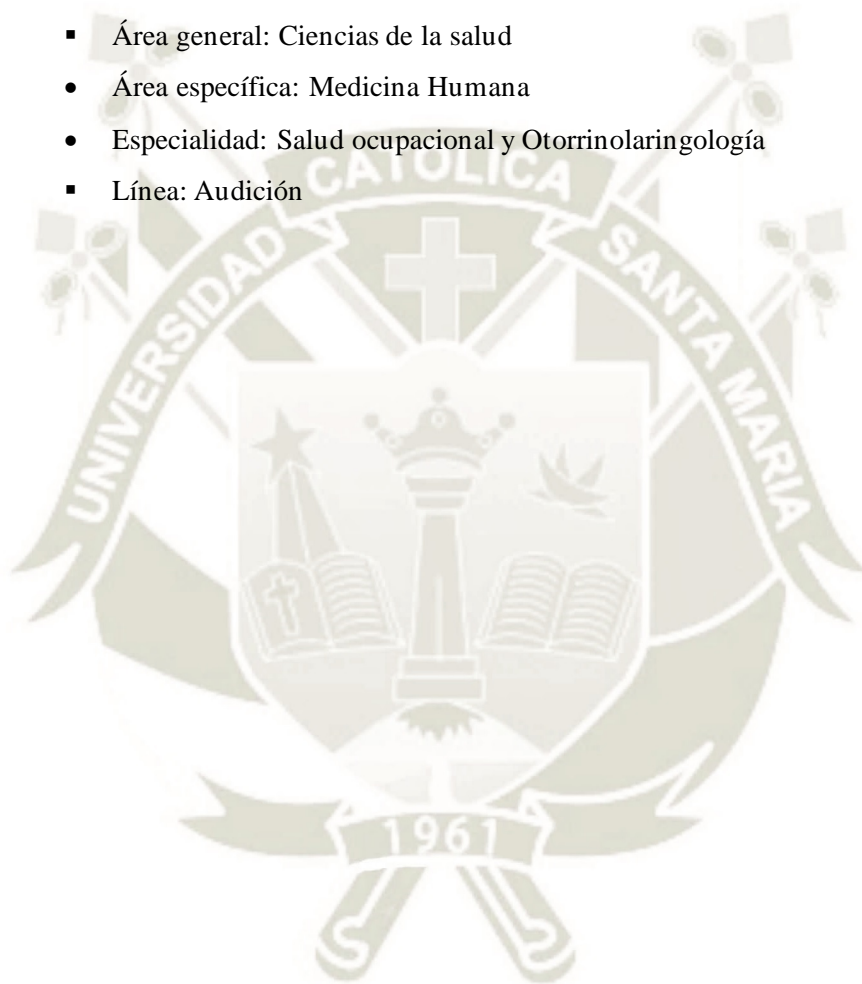 ▪ Área general: Ciencias de la salud
• Área específica: Medicina Humana
• Especialidad: Salud ocupacional y Otorrinolaringología
▪ Línea: Audición
UNIVERSIDAD CATOLICA SANTA MARIA
1961